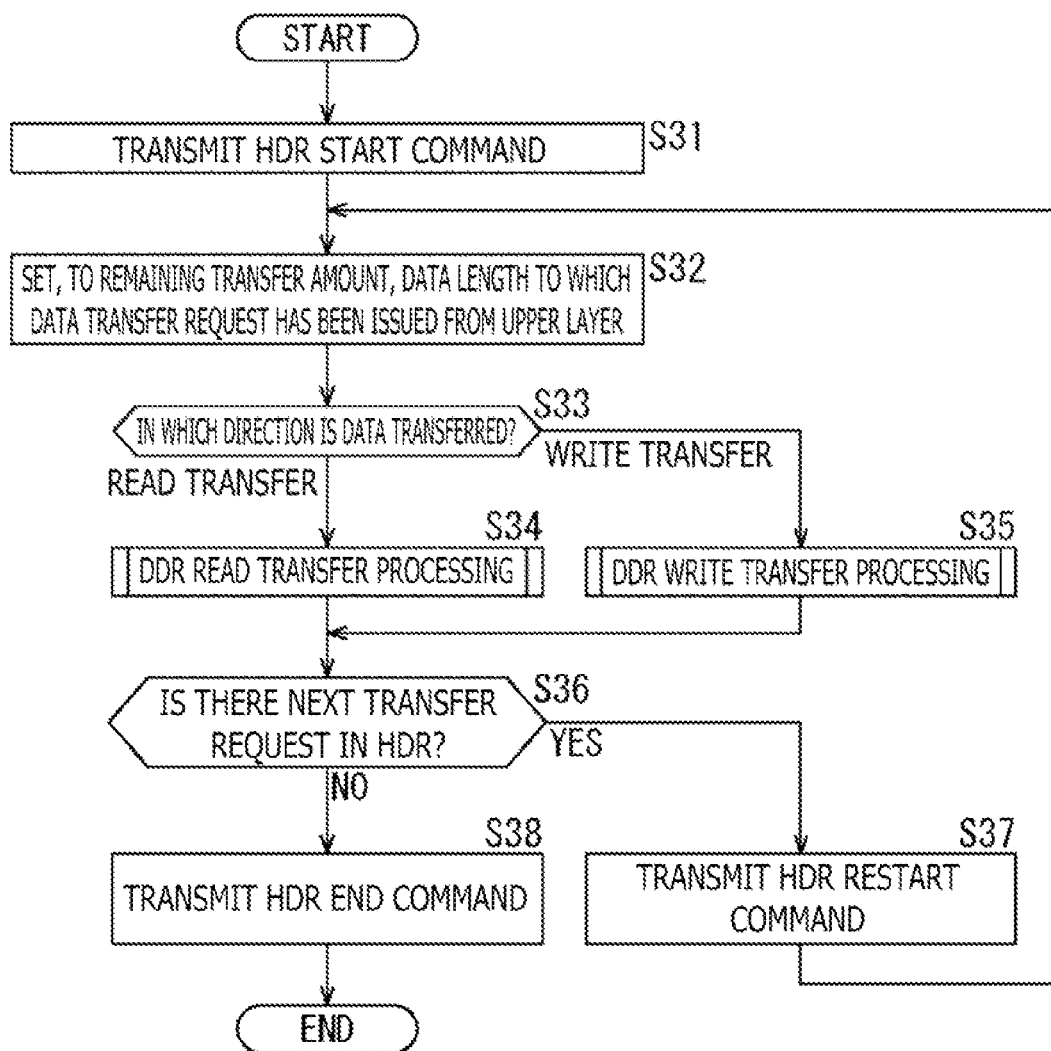 START
TRANSMIT HDR START COMMAND
S31
SET, TO REMAINING TRANSFER AMOUNT, DATA LENGTH TO WHICH
DATA TRANSFER REQUEST HAS BEEN ISSUED FROM UPPER LAYER
S32
IN WHICH DIRECTION IS DATA TRANSFERRED?
S33
WRITE TRANSFER
READ TRANSFER
S34
DDR READ TRANSFER PROCESSING
S35
DDR WRITE TRANSFER PROCESSING
IS THERE NEXT TRANSFER
REQUEST IN HDR?
S36
YES
NO
S38
TRANSMIT HDR END COMMAND
S37
TRANSMIT HDR RESTART
COMMAND
END